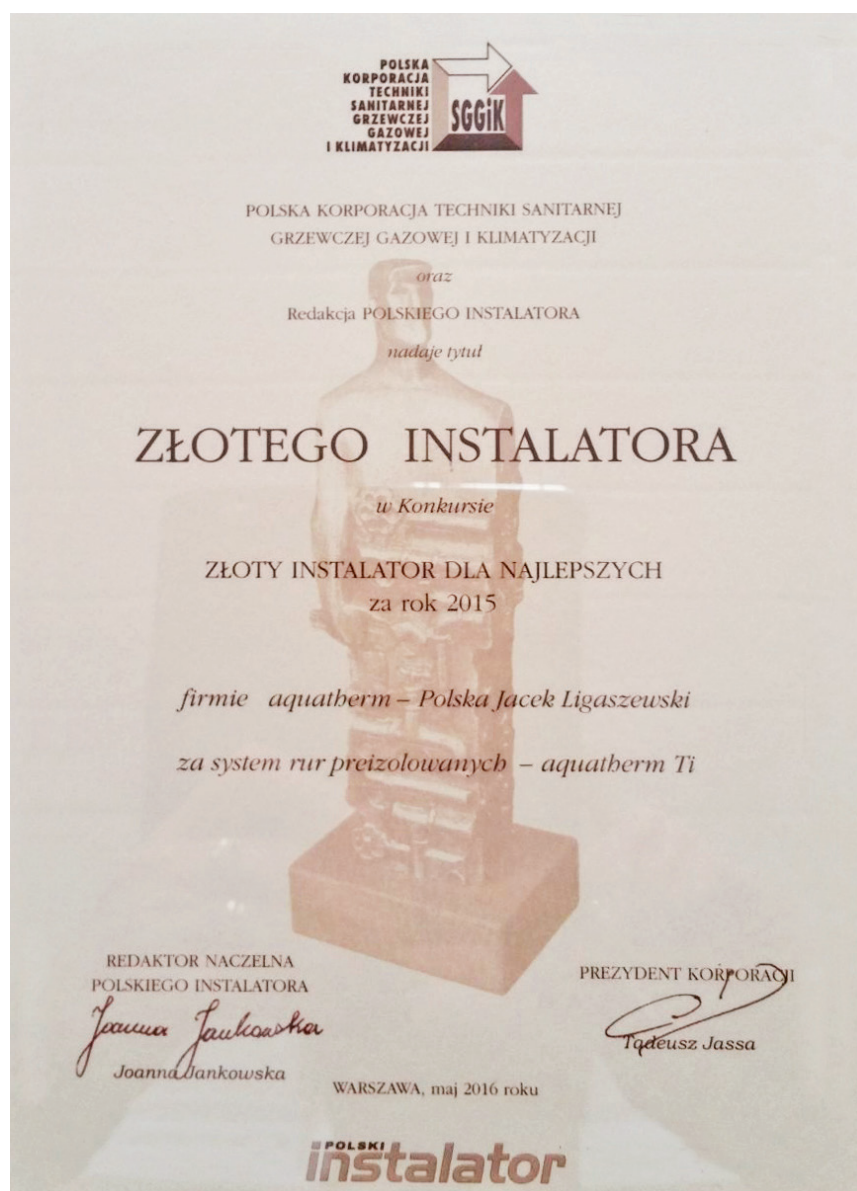 POLSKA
KORPORACJA
TECHNIKI
SANITARNEJ
GRZEWCZEJ
GAZOWEJ
I KLIMATYZACJI
SGGiK
POLSKA KORPORACJA TECHNIKI SANITARNEJ
GRZEWCZEJ GAZOWEJ I KLIMATYZACJI
oraz
Redakcja POLSKIEGO INSTALATORA
nadaje tytuł
ZŁOTEGO INSTALATORA
w Konkursie
ZŁOTY INSTALATOR DLA NAJLEPSZYCH
za rok 2015
firmie aquatherm – Polska Jacek Ligaszewski
za system rur preizolowanych – aquatherm Ti
REDAKTOR NACZELNA
POLSKIEGO INSTALATORA
Joanna Jankowska
Joanna Jankowska
PREZYDENT KORPORACJI
Tadeusz Jassa
WARSZAWA, maj 2016 roku
POLSKI
instalator